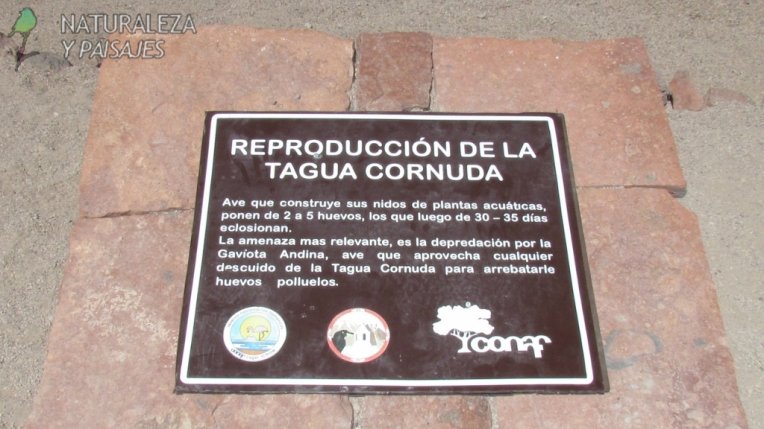 NATURALEZA
Y PAISAJES
REPRODUCCIÓN DE LA
TAGUA CORNUDA
Ave que construye sus nidos de plantas acuáticas,
ponen de 2 a 5 huevos, los que luego de 30 – 35 días
eclosionan.
La amenaza mas relevante, es la depredación por la
Gaviota Andina, ave que aprovecha cualquier
descuido de la Tagua Cornuda para arrebatarle
huevos polluelos.
conaf